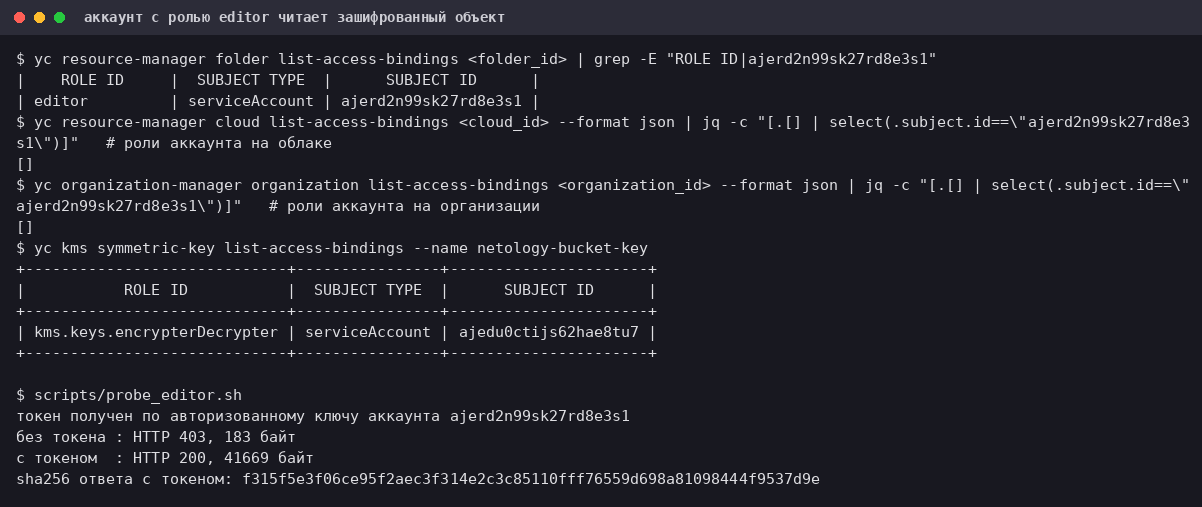 аккаунт с ролью editor читает зашифрованный объект
$ yc resource-manager folder list-access-bindings <folder_id> | grep -E "ROLE ID|ajerd2n99sk27rd8e3s1"
|    ROLE ID     |  SUBJECT TYPE  |      SUBJECT ID      |
| editor         | serviceAccount | ajerd2n99sk27rd8e3s1 |
$ yc resource-manager cloud list-access-bindings <cloud_id> --format json | jq -c "[.[] | select(.subject.id==\"ajerd2n99sk27rd8e3
s1\")]"   # роли аккаунта на облаке
[]
$ yc organization-manager organization list-access-bindings <organization_id> --format json | jq -c "[.[] | select(.subject.id==\"
ajerd2n99sk27rd8e3s1\")]"   # роли аккаунта на организации
[]
$ yc kms symmetric-key list-access-bindings --name netology-bucket-key
+-----------------------------+----------------+----------------------+
|           ROLE ID           |  SUBJECT TYPE  |      SUBJECT ID      |
+-----------------------------+----------------+----------------------+
| kms.keys.encrypterDecrypter | serviceAccount | ajedu0ctijs62hae8tu7 |
+-----------------------------+----------------+----------------------+
$ scripts/probe_editor.sh
токен получен по авторизованному ключу аккаунта ajerd2n99sk27rd8e3s1
без токена : HTTP 403, 183 байт
с токеном  : HTTP 200, 41669 байт
sha256 ответа с токеном: f315f5e3f06ce95f2aec3f314e2c3c85110fff76559d698a81098444f9537d9e